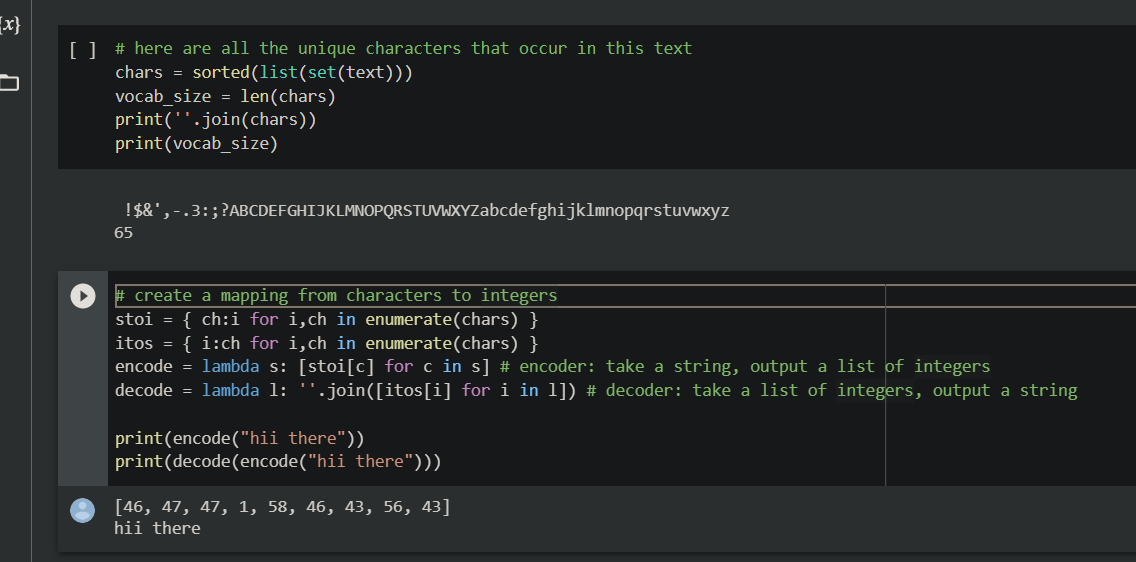 {x}
[ ] # here are all the unique characters that occur in this text
chars = sorted(list(set(text)))
vocab_size = len(chars)
print(''.join(chars))
print(vocab_size)
 !$&',-.3:;?ABCDEFGHIJKLMNOPQRSTUVWXYZabcdefghijklmnopqrstuvwxyz
65
# create a mapping from characters to integers
stoi = { ch:i for i,ch in enumerate(chars) }
itos = { i:ch for i,ch in enumerate(chars) }
encode = lambda s: [stoi[c] for c in s] # encoder: take a string, output a list of integers
decode = lambda l: ''.join([itos[i] for i in l]) # decoder: take a list of integers, output a string
print(encode("hii there"))
print(decode(encode("hii there")))
[46, 47, 47, 1, 58, 46, 43, 56, 43]
hii there